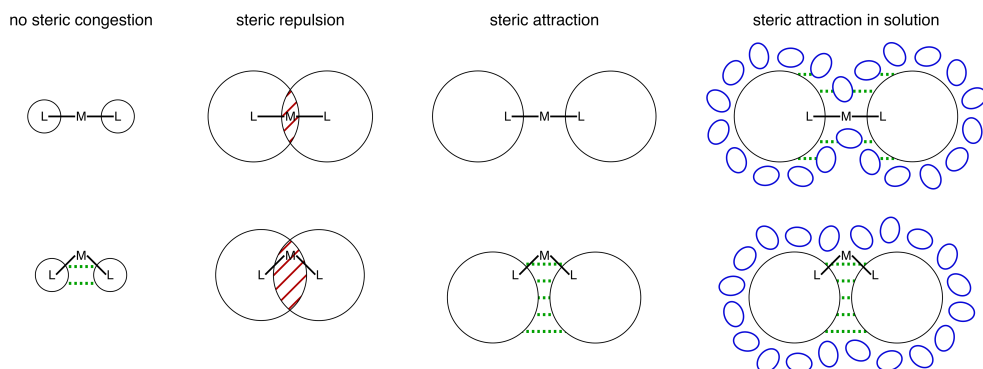 no steric congestion
steric repulsion
steric attraction
steric attraction in solution
L M L
L M L
L M L
L M L
M
L L
M
L L
M
L L
M
L L